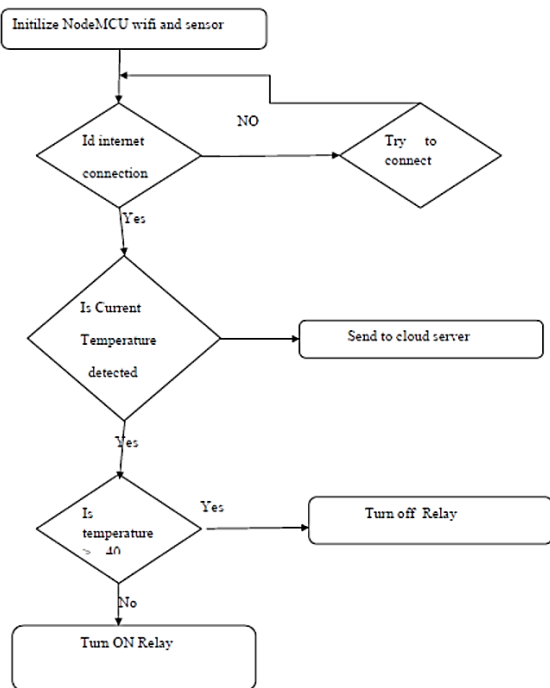 Initilize NodeMCU wifi and sensor
NO
Id internet
connection
Try to
connect
Yes
Is Current
Temperature
detected
Send to cloud server
Yes
Is
temperature
> 40
Yes
Turn off Relay
No
Turn ON Relay